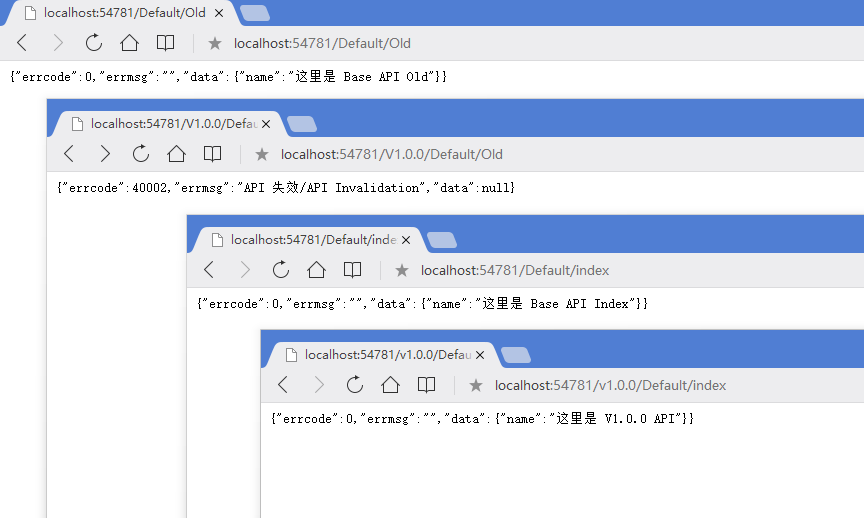 localhost:54781/Default/Old
localhost:54781/Default/Old
{"errcode":0,"errmsg":"","data":{"name":"这里是 Base API Old"}}
localhost:54781/V1.0.0/Defau
localhost:54781/V1.0.0/Default/Old
{"errcode":40002,"errmsg":"API 失效/API Invalidation","data":null}
localhost:54781/Default/inde
localhost:54781/Default/index
{"errcode":0,"errmsg":"","data":{"name":"这里是 Base API Index"}}
localhost:54781/v1.0.0/Defau
localhost:54781/v1.0.0/Default/index
{"errcode":0,"errmsg":"","data":{"name":"这里是 V1.0.0 API"}}